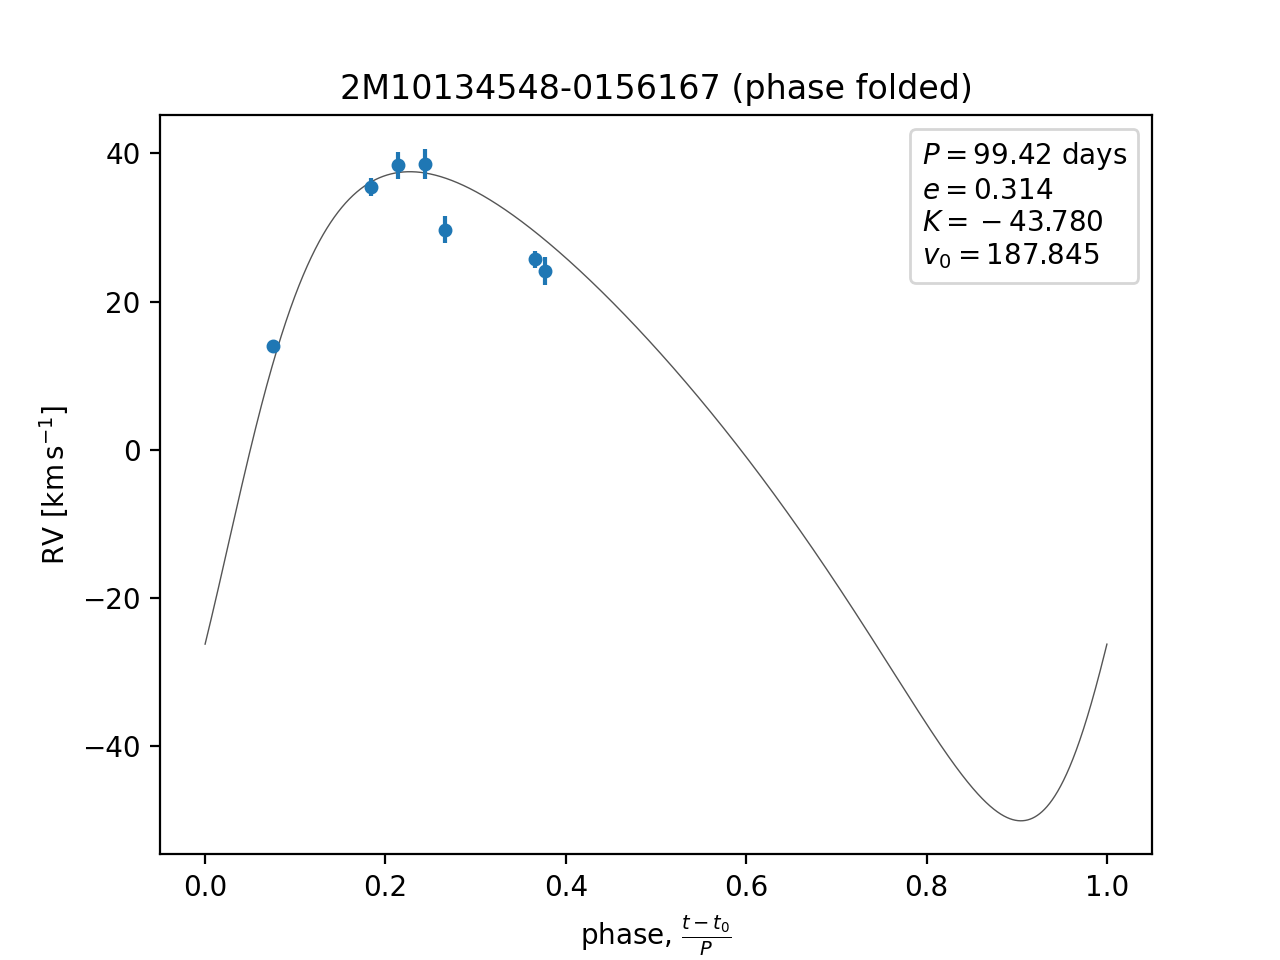 2M10134548-0156167 (phase folded)
P = 99.42 days
e = 0.314
K = −43.780
v₀ = 187.845
40
20
0
−20
−40
RV [km s⁻¹]
0.0 0.2 0.4 0.6 0.8 1.0
phase, (t − t₀)/P